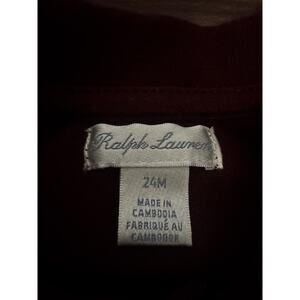 Ralph Lauren
24M
MADE IN
CAMBODIA
FABRIQUÉ AU
CAMBODGE